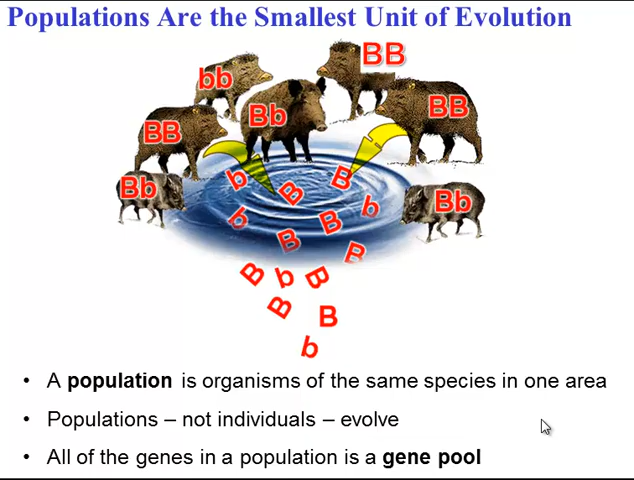 Populations Are the Smallest Unit of Evolution
BB
bb
Bb
BB
BB
Bb
Bb
b
B
B
b
b
B
B
B
B
b
B
B
B
b
• A population is organisms of the same species in one area
• Populations – not individuals – evolve
• All of the genes in a population is a gene pool